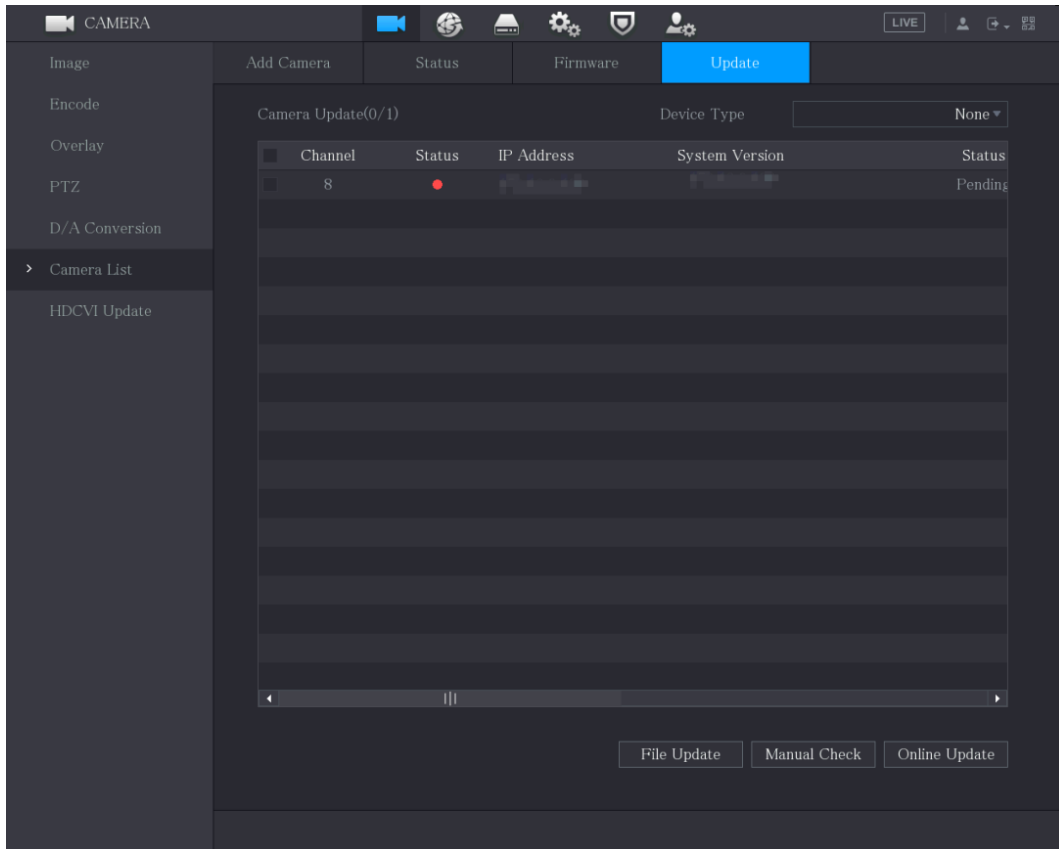 CAMERA
LIVE
Image
Encode
Overlay
PTZ
D/A Conversion
Camera List
HDCVI Update
Add Camera Status Firmware Update
Camera Update(0/1) Device Type None
Channel Status IP Address System Version Status
8 Pending
File Update Manual Check Online Update